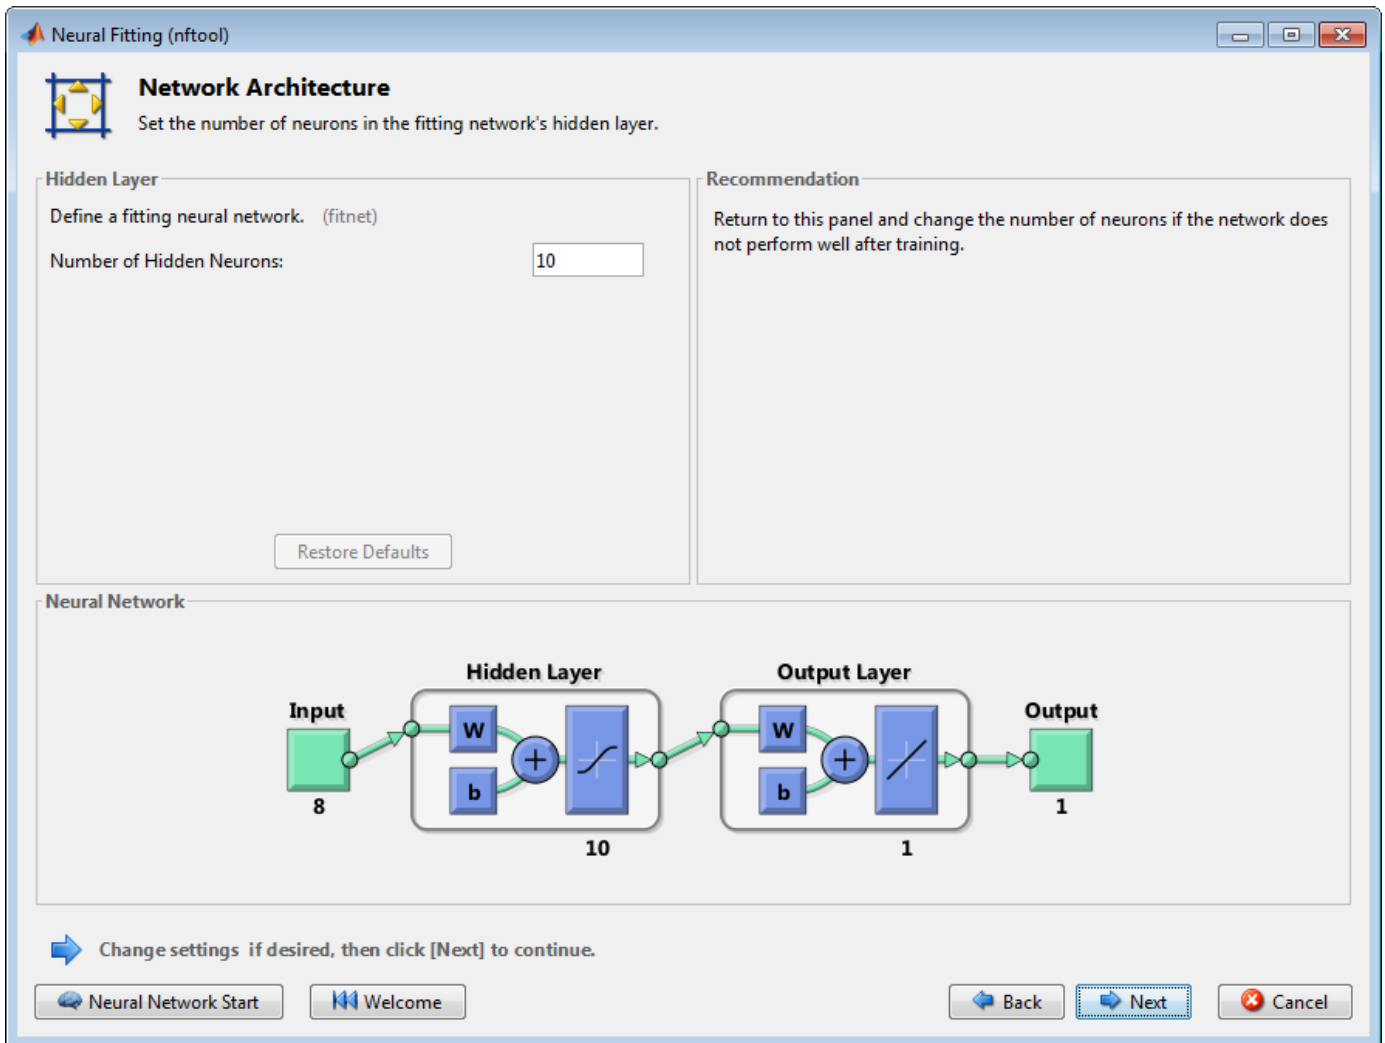 Neural Fitting (nftool)
Network Architecture
Set the number of neurons in the fitting network's hidden layer.
Hidden Layer
Define a fitting neural network. (fitnet)
Number of Hidden Neurons: 10
Restore Defaults
Recommendation
Return to this panel and change the number of neurons if the network does
not perform well after training.
Neural Network
Hidden Layer Output Layer
Input Output
W W
b b
8 1
10 1
Change settings if desired, then click [Next] to continue.
Neural Network Start Welcome Back Next Cancel